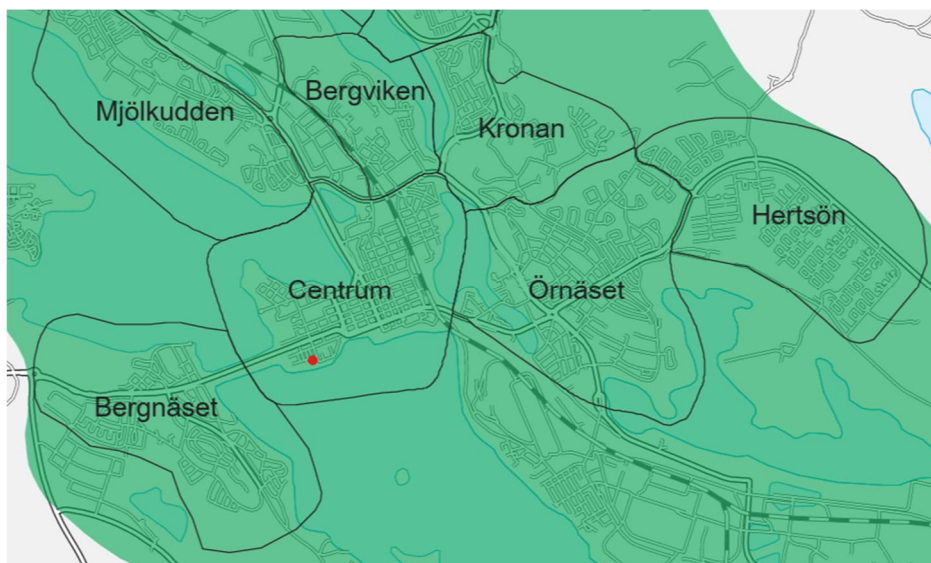 Bergviken
Mjölkudden
Kronan
Hertsön
Centrum
Örnäset
Bergnäset